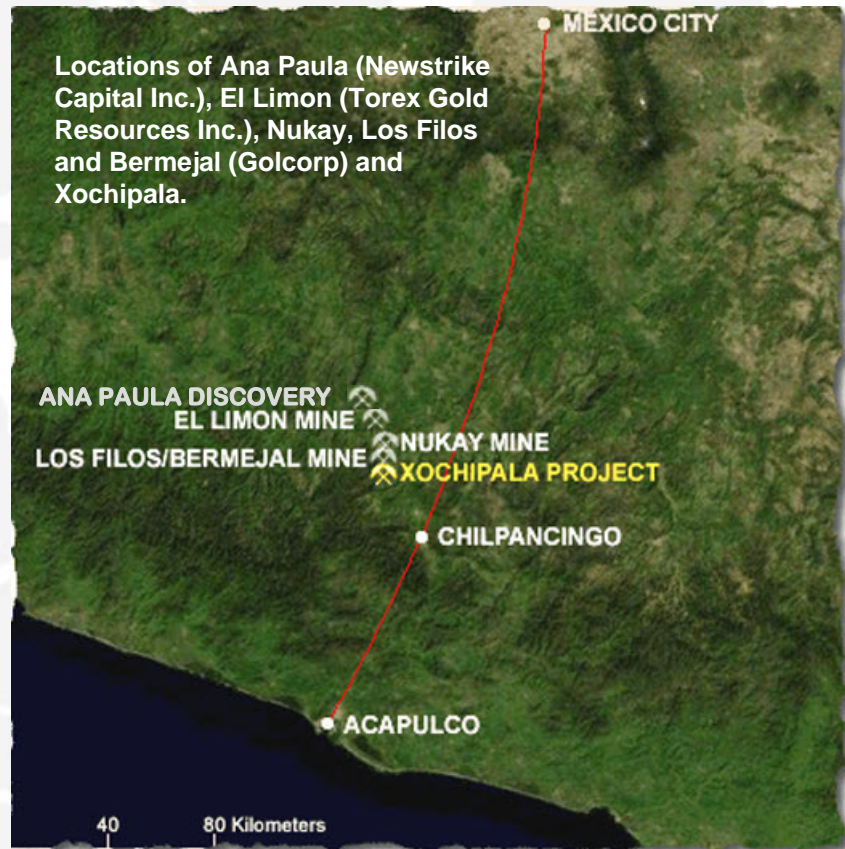 MEXICO CITY
Locations of Ana Paula (Newstrike
Capital Inc.), El Limon (Torex Gold
Resources Inc.), Nukay, Los Filos
and Bermejal (Golcorp) and
Xochipala.
ANA PAULA DISCOVERY
EL LIMON MINE
NUKAY MINE
LOS FILOS/BERMEJAL MINE
XOCHIPALA PROJECT
CHILPANCINGO
ACAPULCO
40 80 Kilometers